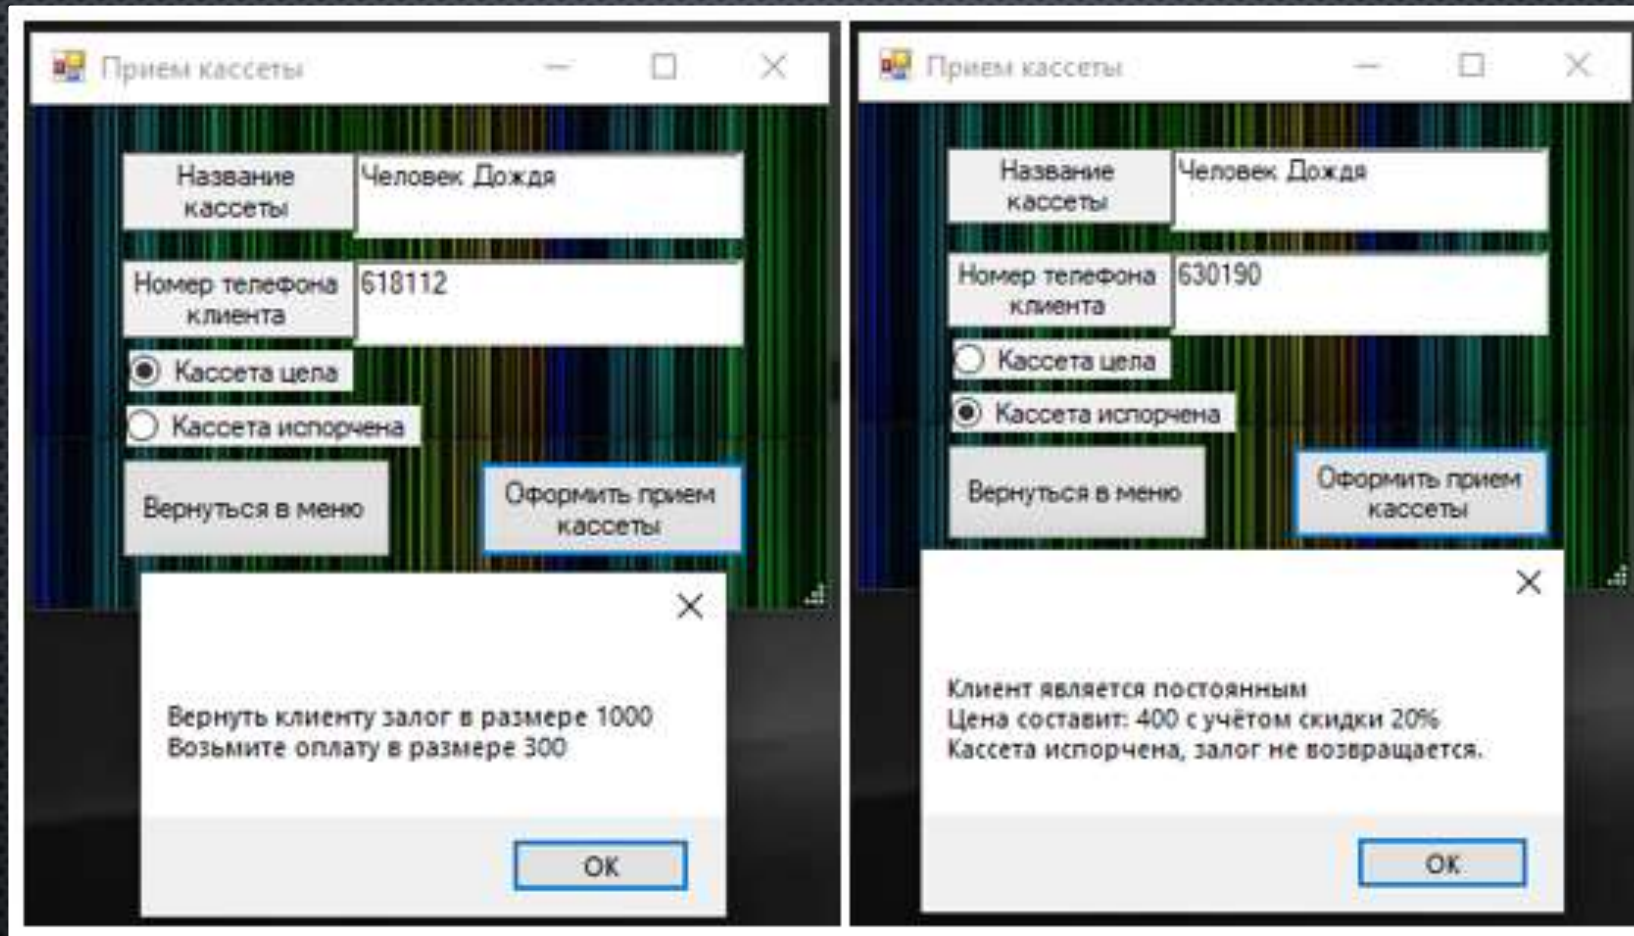 Прием кассеты
Название
кассеты
Человек Дождя
Номер телефона
клиента
618112
Кассета цела
Кассета испорчена
Вернуться в меню
Оформить прием
кассеты
Вернуть клиенту залог в размере 1000
Возьмите оплату в размере 300
OK
Прием кассеты
Название
кассеты
Человек Дождя
Номер телефона
клиента
630190
Кассета цела
Кассета испорчена
Вернуться в меню
Оформить прием
кассеты
Клиент является постоянным
Цена составит: 400 с учётом скидки 20%
Кассета испорчена, залог не возвращается.
OK